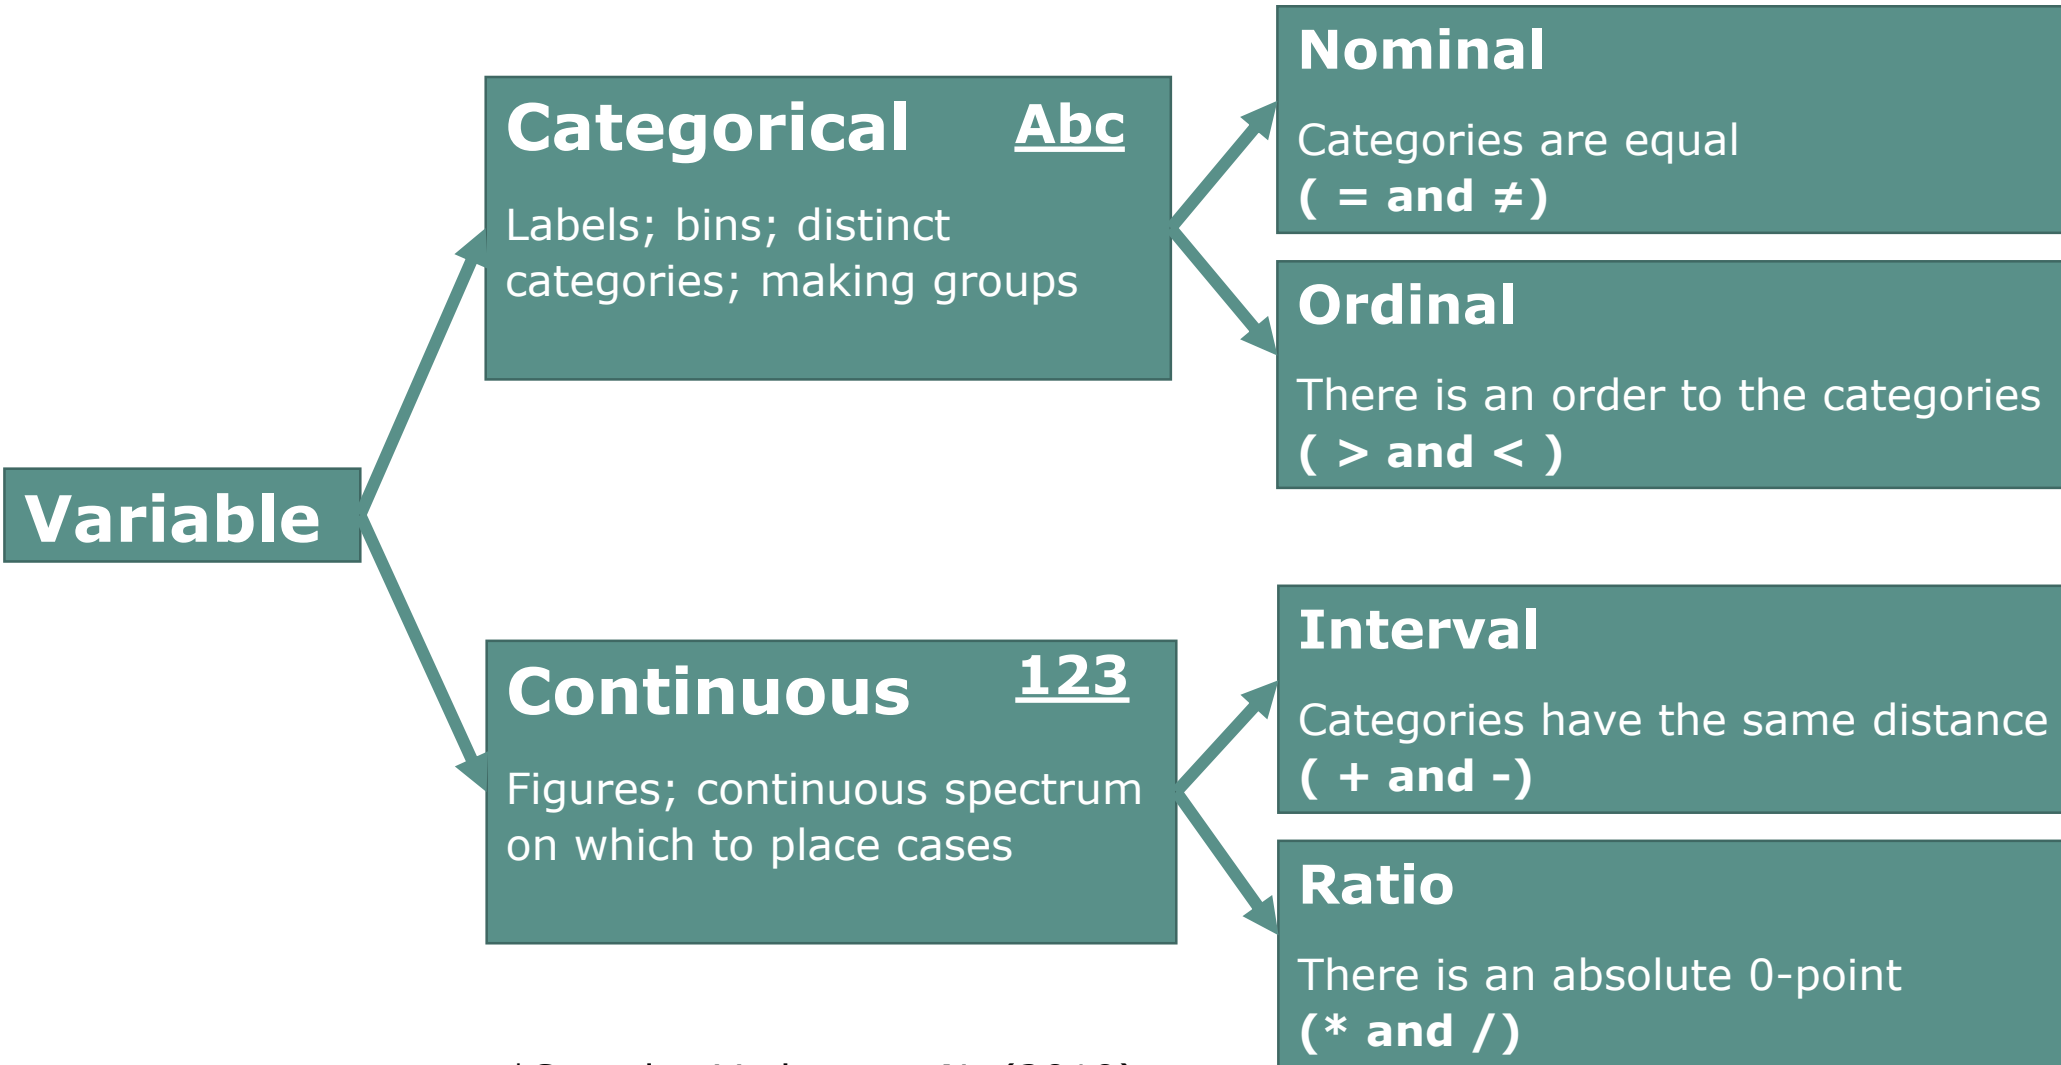 Nominal
Categories are equal
( = and ≠)
Categorical Abc
Labels; bins; distinct
categories; making groups
Ordinal
There is an order to the categories
( > and < )
Variable
Interval
Categories have the same distance
( + and -)
Continuous 123
Figures; continuous spectrum
on which to place cases
Ratio
There is an absolute 0-point
(* and /)
(2019)